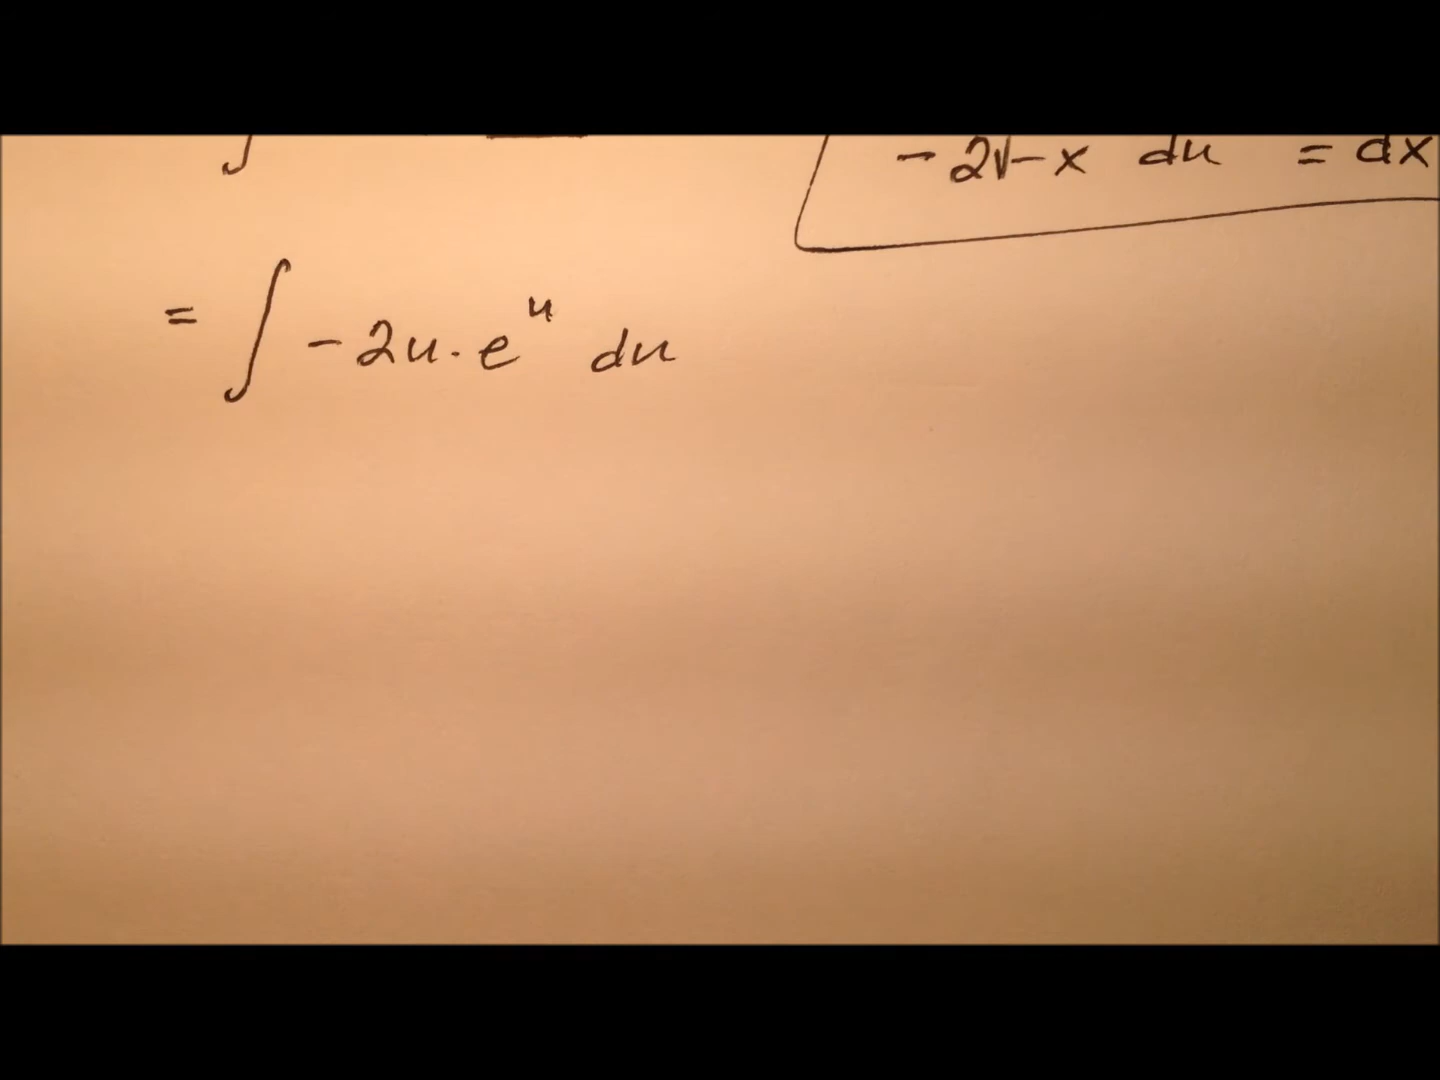 -2√-x du = dx
= ∫ -2u · e^u du